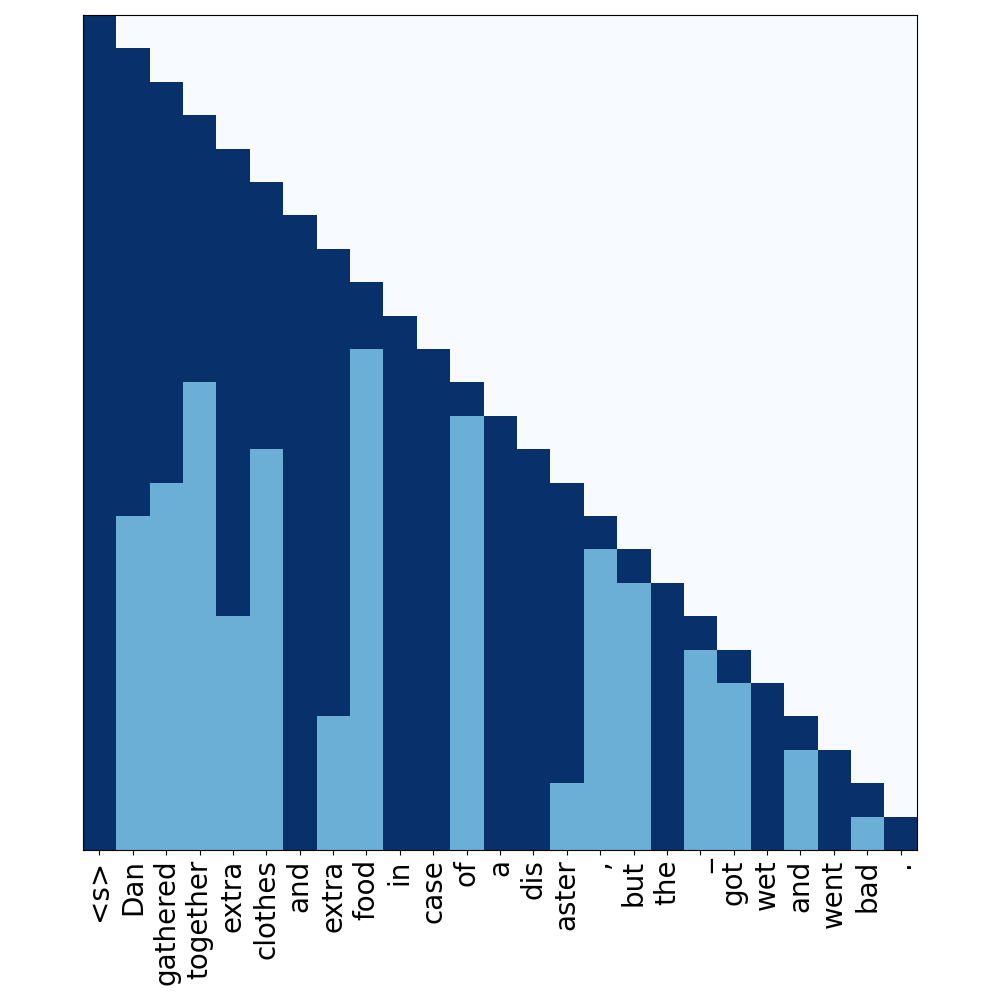 <s> Dan gathered together extra clothes and extra food in case of a dis aster , but the _ got wet and went bad .